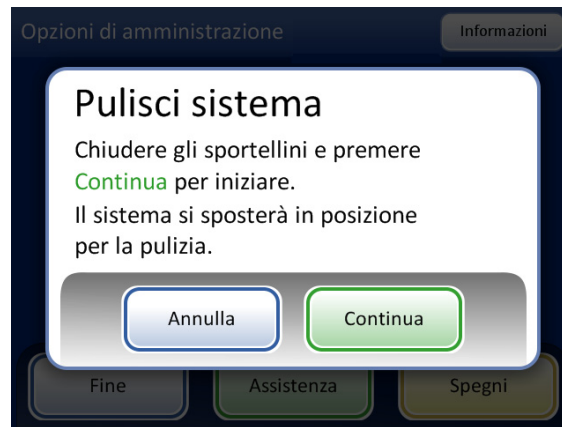 Opzioni di amministrazione
Informazioni
Pulisci sistema
Chiudere gli sportellini e premere
Continua per iniziare.
Il sistema si sposterà in posizione
per la pulizia.
Annulla
Continua
Fine
Assistenza
Spegni